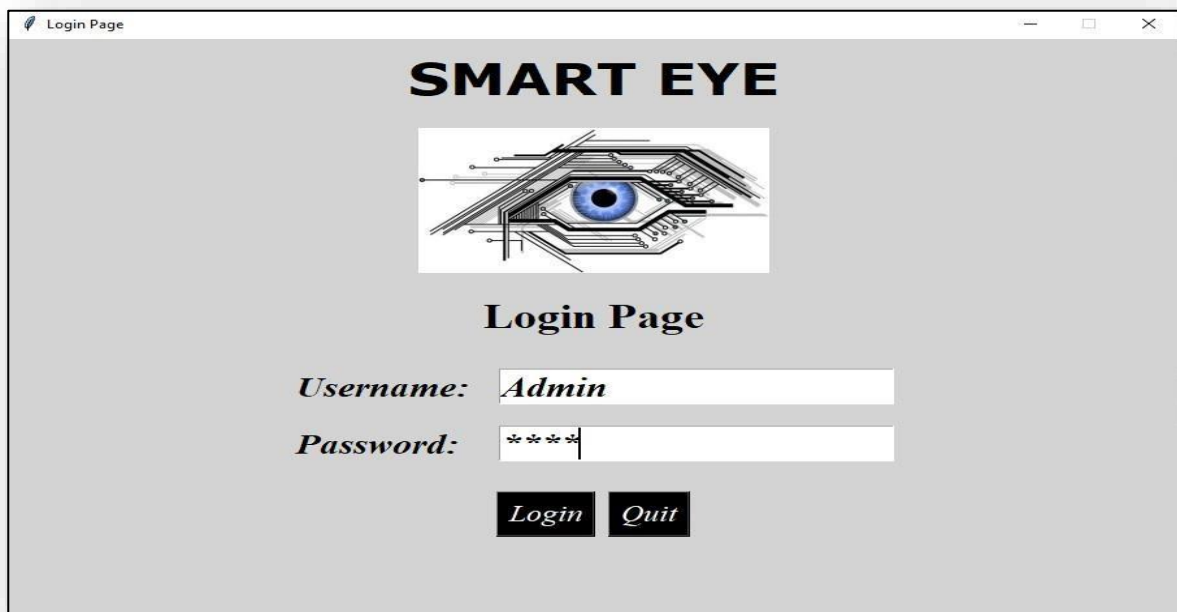 Login Page
SMART EYE
Login Page
Username: Admin
Password: ****
Login Quit